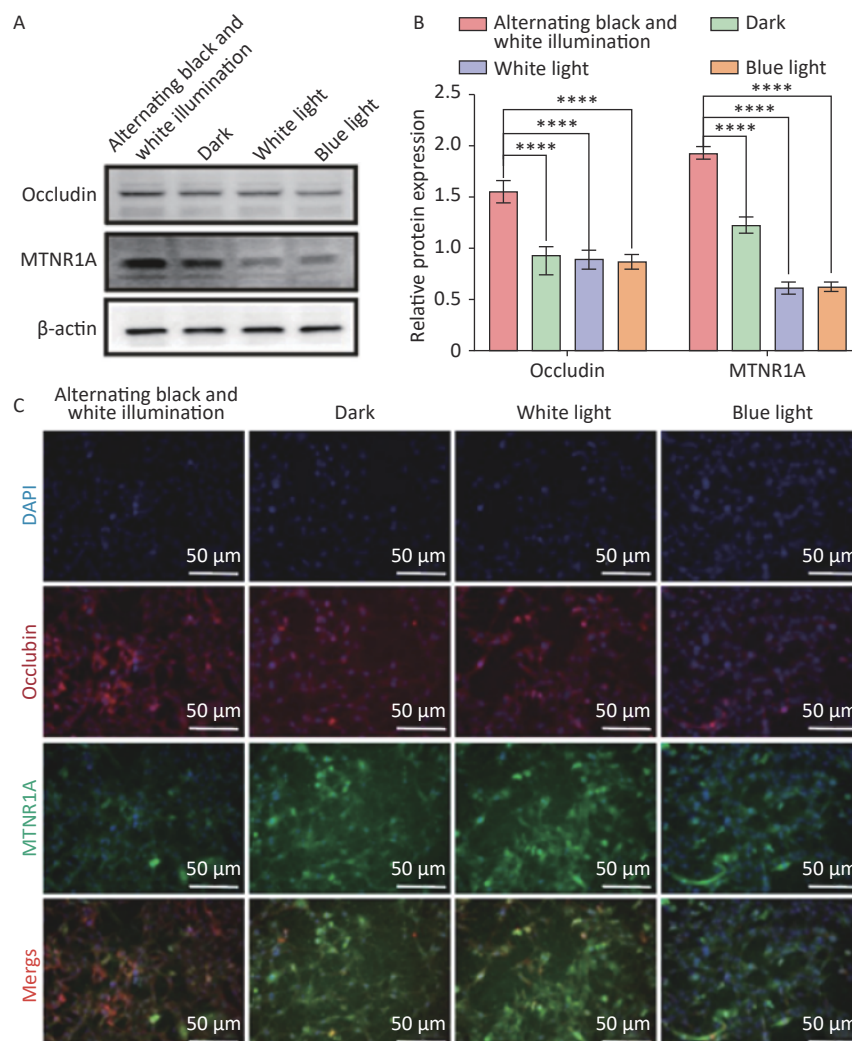 A
Alternating black and
white illumination
Dark
White light
Blue light
Occludin
MTNR1A
β-actin
B
Alternating black and
white illumination
Dark
White light
Blue light
Relative protein expression
2.5
2.0
1.5
1.0
0.5
0
**** 
****
****
****
****
****
Occludin
MTNR1A
C
Alternating black and
white illumination
Dark
White light
Blue light
DAPI
50 μm
50 μm
50 μm
50 μm
Occlubin
50 μm
50 μm
50 μm
50 μm
MTNR1A
50 μm
50 μm
50 μm
50 μm
Mergs
50 μm
50 μm
50 μm
50 μm